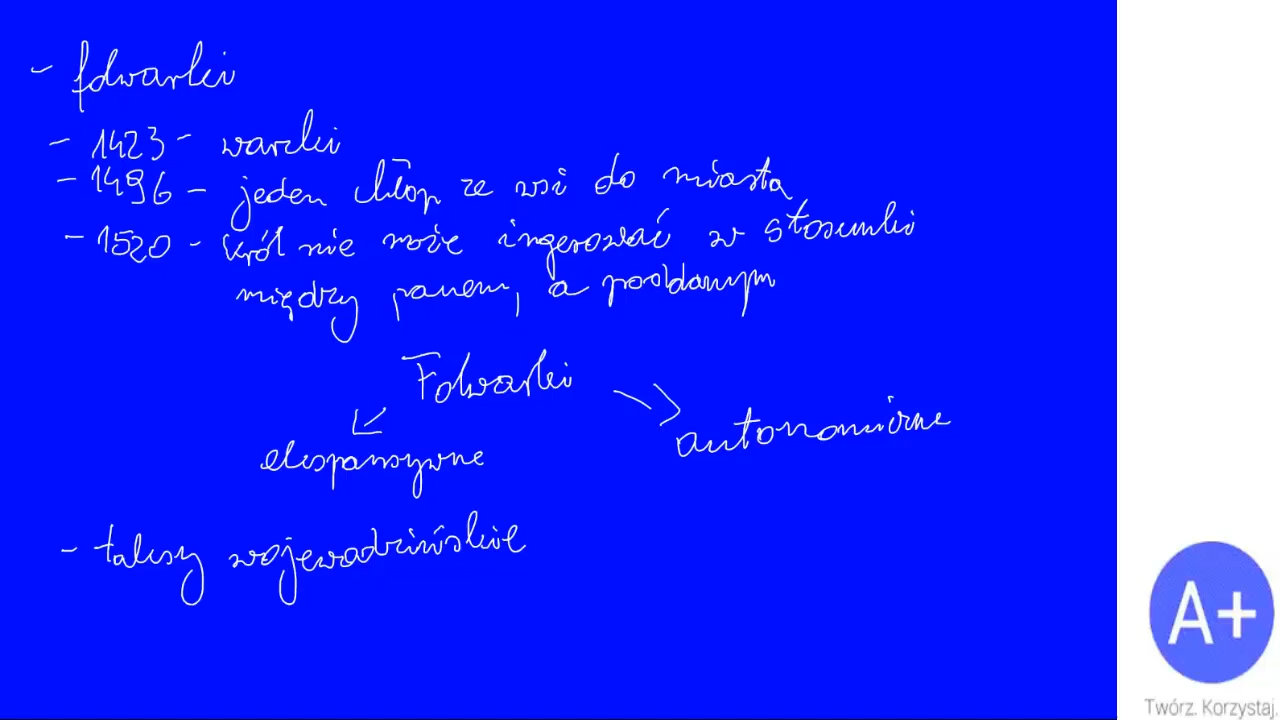 - folwarki
- 1423 - warcki
- 1496 - jeden chłop ze wsi do miasta
- 1520 - król nie może ingerować w stosunki
między panem, a poddanym
Folwarki
ekspansywne
autonomiczne
- taksy wojewodzińskie
A+
Twórz. Korzystaj.